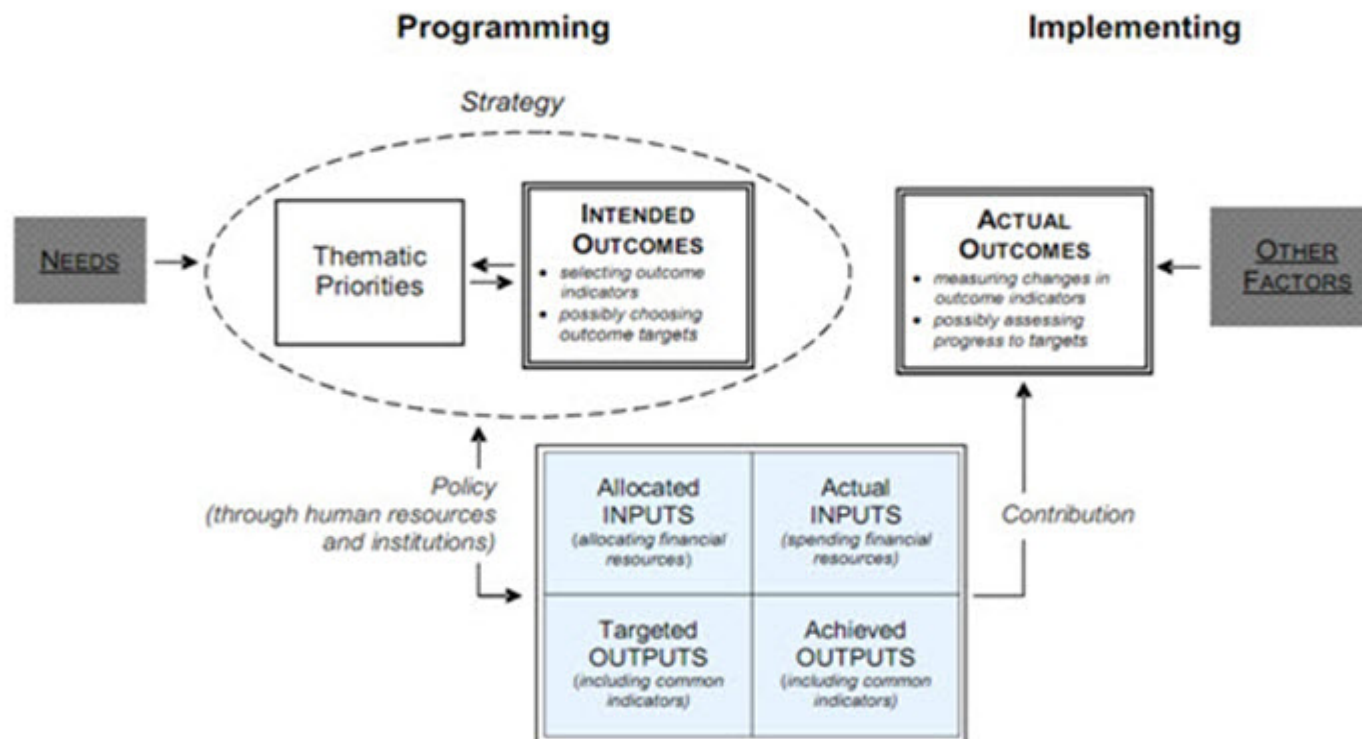 Programming
Implementing
Strategy
NEEDS
Thematic
Priorities
INTENDED
OUTCOMES
• selecting outcome
indicators
• possibly choosing
outcome targets
ACTUAL
OUTCOMES
• measuring changes in
outcome indicators
• possibly assessing
progress to targets
OTHER
FACTORS
Policy
(through human resources
and institutions)
Allocated
INPUTS
(allocating financial
resources)
Actual
INPUTS
(spending financial
resources)
Contribution
Targeted
OUTPUTS
(including common
indicators)
Achieved
OUTPUTS
(including common
indicators)